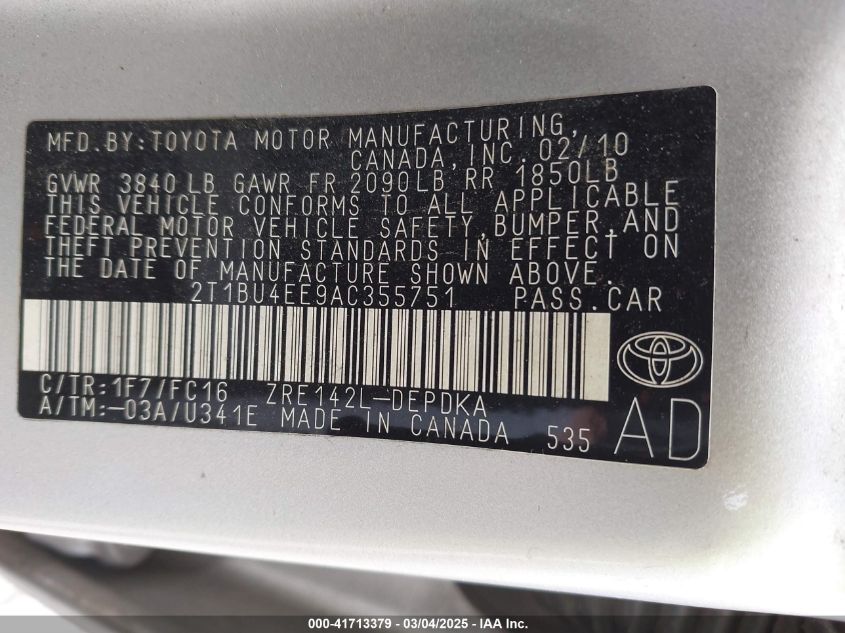 MFD.BY:TOYOTA MOTOR MANUFACTURING,
CANADA,INC.02/10
GVWR 3840LB GAWR FR 2090LB RR 1850LB
THIS VEHICLE CONFORMS TO ALL APPLICABLE
FEDERAL MOTOR VEHICLE SAFETY,BUMPER,AND
THEFT PREVENTION STANDARDS IN EFFECT ON
THE DATE OF MANUFACTURE SHOWN ABOVE.
2T1BU4EE9AC355751 PASS.CAR
C/TR:1F7/FC16 ZRE142L-DEPDKA
A/TM:-03A/U341E MADE IN CANADA 535
AD
000-41713379 | 03/04/2025 | IAA Inc.